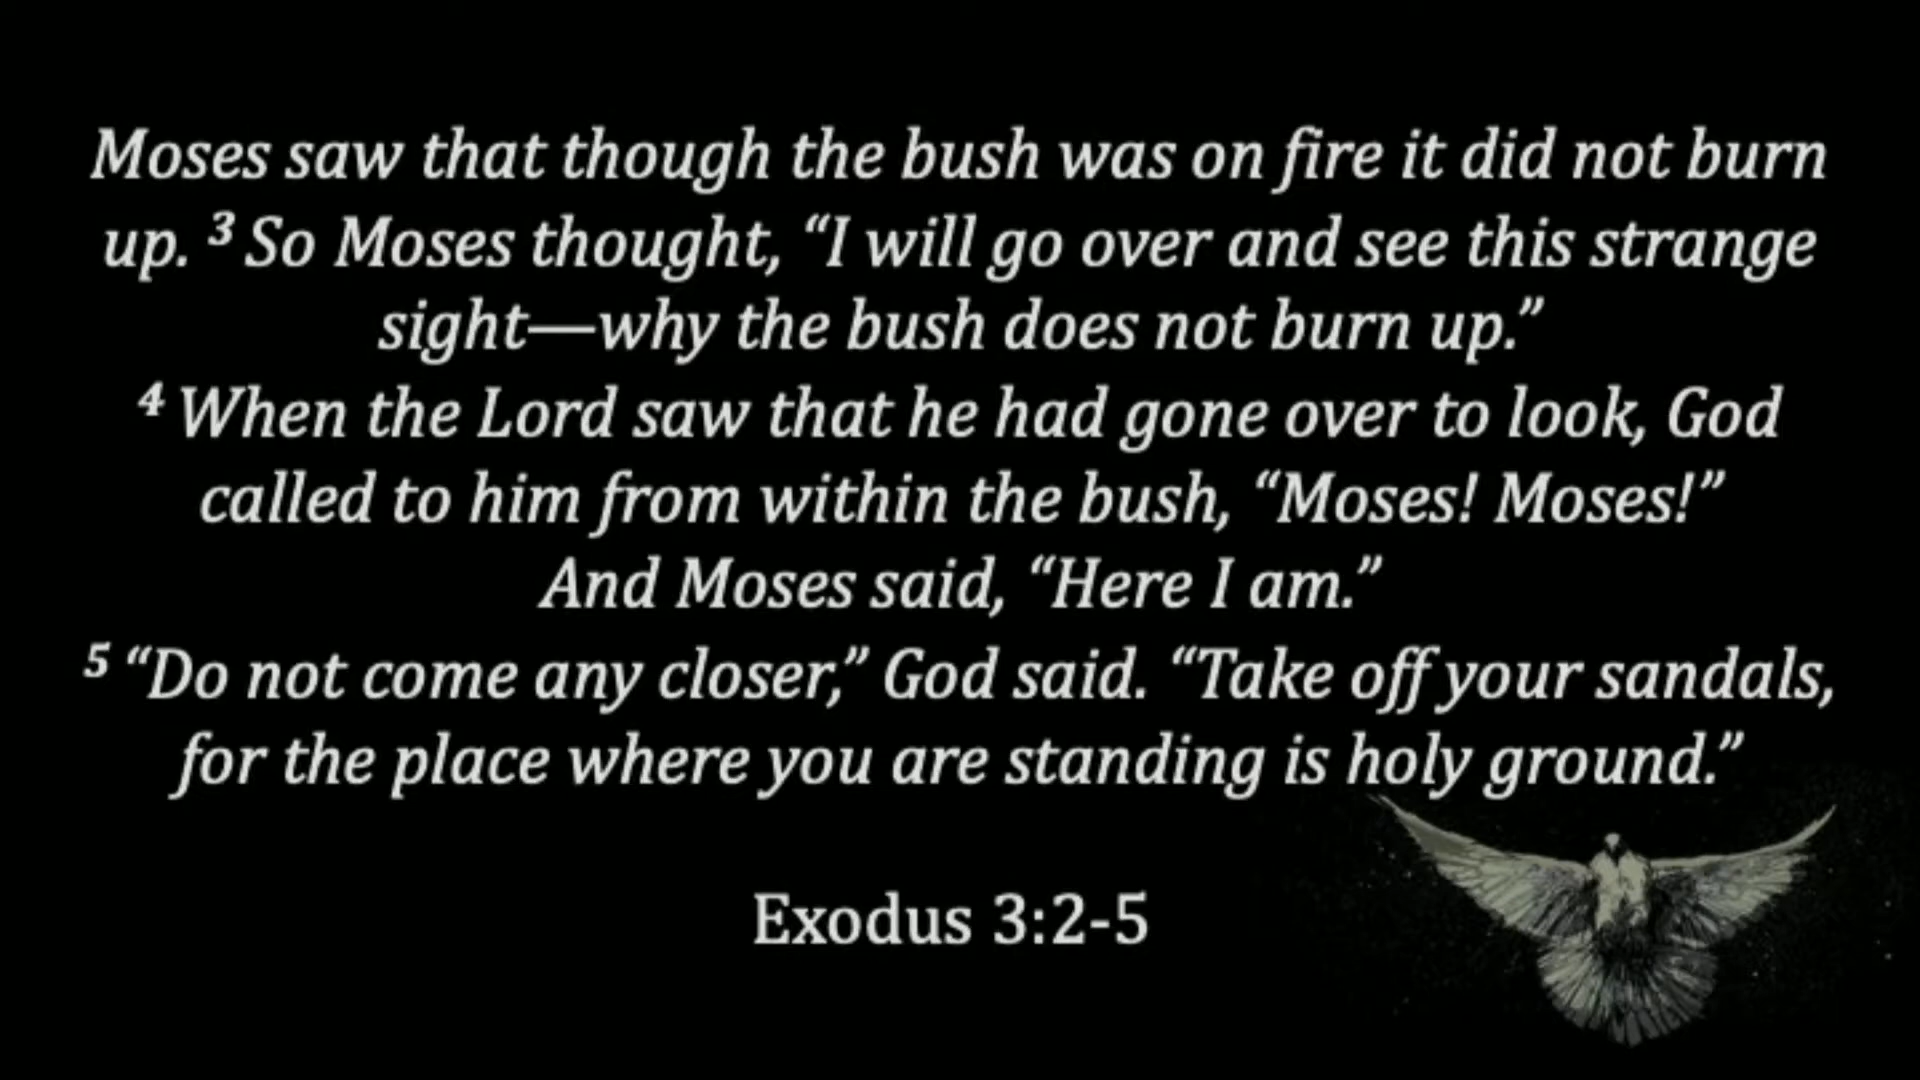 Moses saw that though the bush was on fire it did not burn
up. ³ So Moses thought, “I will go over and see this strange
sight—why the bush does not burn up.”
⁴ When the Lord saw that he had gone over to look, God
called to him from within the bush, “Moses! Moses!”
And Moses said, “Here I am.”
⁵ “Do not come any closer,” God said. “Take off your sandals,
for the place where you are standing is holy ground.”
Exodus 3:2-5